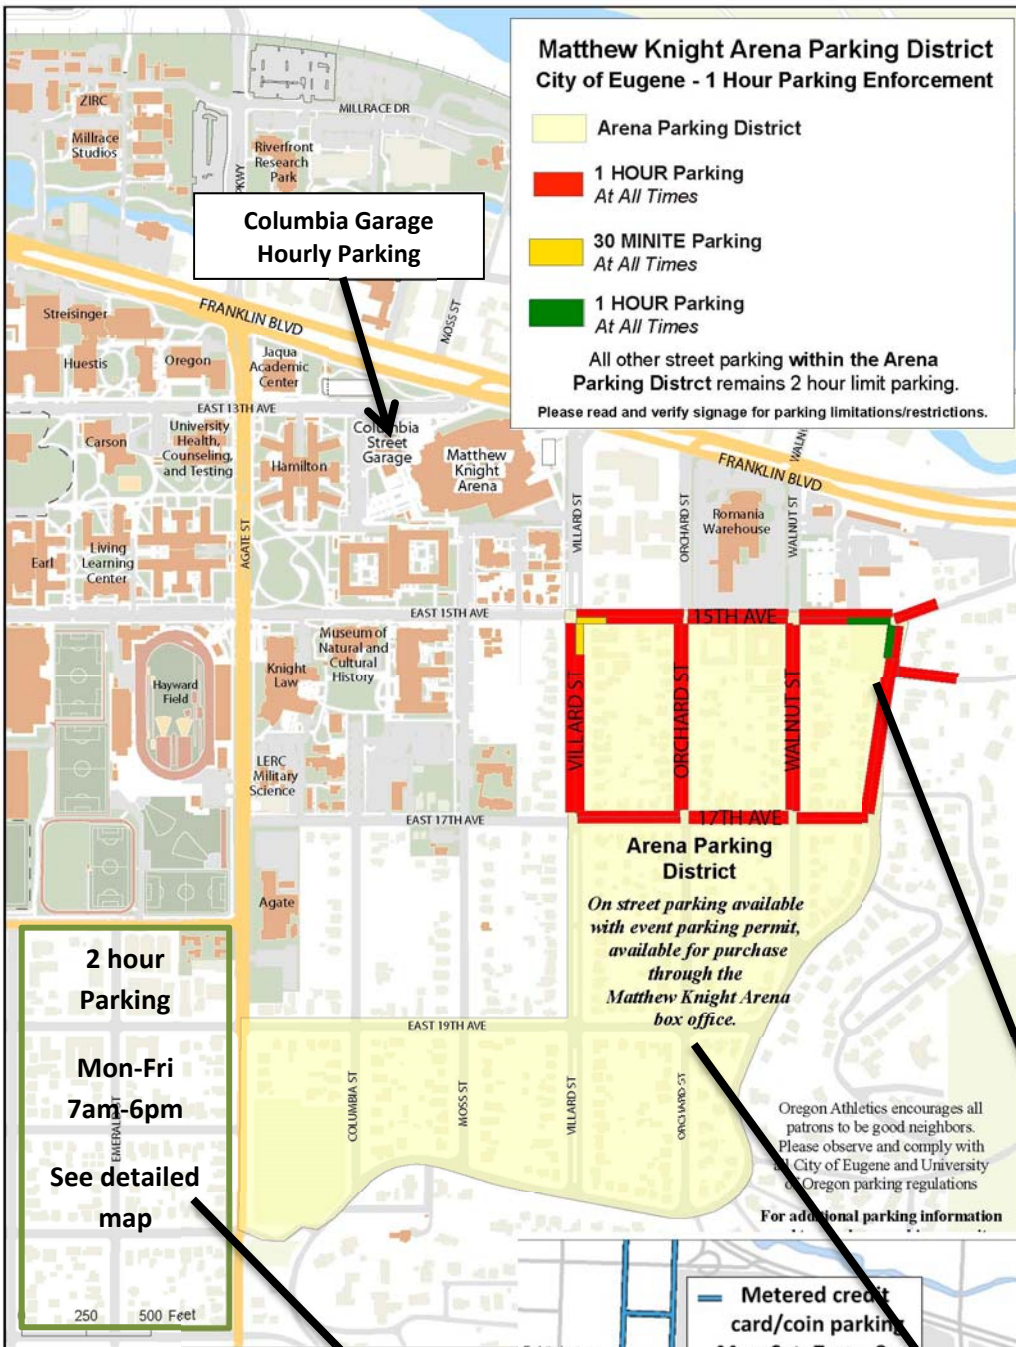 Matthew Knight Arena Parking District
City of Eugene - 1 Hour Parking Enforcement
Arena Parking District
1 HOUR Parking
At All Times
30 MINITE Parking
At All Times
1 HOUR Parking
At All Times
All other street parking within the Arena
Parking Distrct remains 2 hour limit parking.
Please read and verify signage for parking limitations/restrictions.
ZIRC
Millrace
Studios
MILLRACE DR
Riverfront
Research
Park
PKWY
Columbia Garage
Hourly Parking
FRANKLIN BLVD
MOSS ST
Streisinger
Huestis
Oregon
Jaqua
Academic
Center
EAST 13TH AVE
Carson
University
Health,
Counseling,
and Testing
Hamilton
Columbia
Street
Garage
Matthew
Knight
Arena
FRANKLIN BLVD
VILLARD ST
ORCHARD ST
Romania
Warehouse
WALNUT ST
Earl
Living
Learning
Center
AGATE ST
EAST 15TH AVE
15TH AVE
Hayward
Field
Knight
Law
Museum of
Natural and
Cultural
History
VILLARD ST
ORCHARD ST
WALNUT ST
LERC
Military
Science
EAST 17TH AVE
17TH AVE
Agate
Arena Parking
District
On street parking available
with event parking permit,
available for purchase
through the
Matthew Knight Arena
box office.
2 hour
Parking
Mon-Fri
7am-6pm
See detailed
map
EMERALD ST
EAST 19TH AVE
COLUMBIA ST
MOSS ST
VILLARD ST
ORCHARD ST
Oregon Athletics encourages all
patrons to be good neighbors.
Please observe and comply with
City of Eugene and University
of Oregon parking regulations
For additional parking information
250 500 Feet
Metered credit
card/coin parking